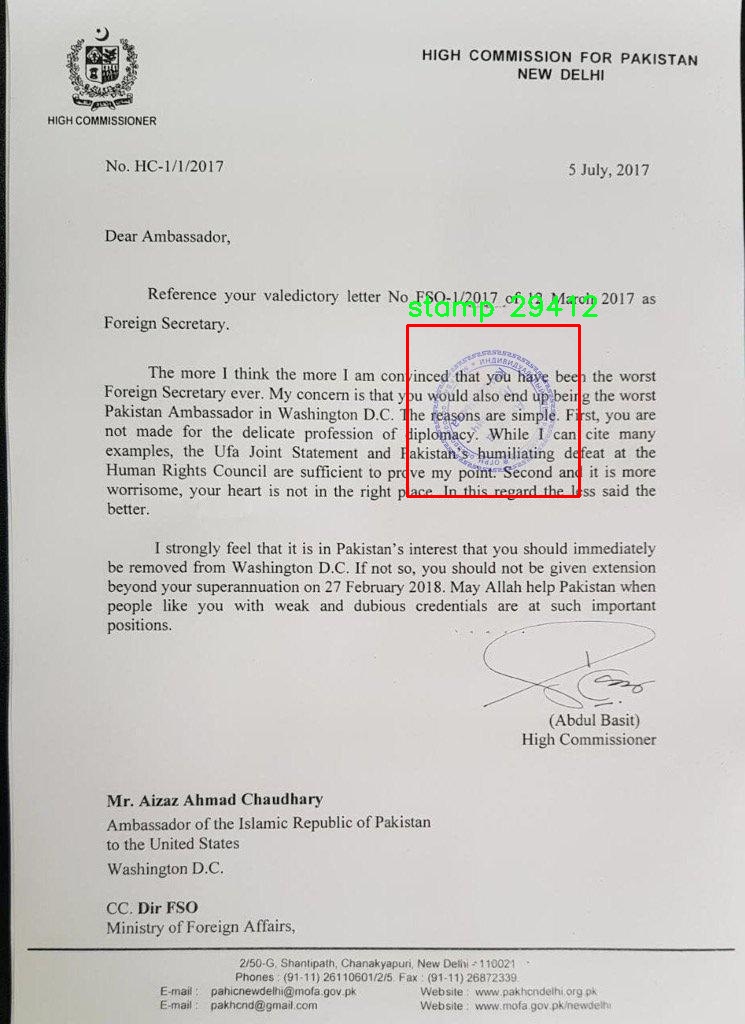 HIGH COMMISSION FOR PAKISTAN
NEW DELHI
HIGH COMMISSIONER
No. HC-1/1/2017
5 July, 2017
Dear Ambassador,
Reference your valedictory letter No FSO-1/2017 of 12 March 2017 as
Foreign Secretary.
stamp 29412
The more I think the more I am convinced that you have been the worst
Foreign Secretary ever. My concern is that you would also end up being the worst
Pakistan Ambassador in Washington D.C. The reasons are simple. First, you are
not made for the delicate profession of diplomacy. While I can cite many
examples, the Ufa Joint Statement and Pakistan's humiliating defeat at the
Human Rights Council are sufficient to prove my point. Second and it is more
worrisome, your heart is not in the right place. In this regard the less said the
better.
I strongly feel that it is in Pakistan's interest that you should immediately
be removed from Washington D.C. If not so, you should not be given extension
beyond your superannuation on 27 February 2018. May Allah help Pakistan when
people like you with weak and dubious credentials are at such important
positions.
(Abdul Basit)
High Commissioner
Mr. Aizaz Ahmad Chaudhary
Ambassador of the Islamic Republic of Pakistan
to the United States
Washington D.C.
CC. Dir FSO
Ministry of Foreign Affairs,
2/50-G, Shantipath, Chanakyapuri, New Delhi - 110021
Phones : (91-11) 26110601/2/5. Fax : (91-11) 26872339.
E-mail : pahicnewdelhi@mofa.gov.pk Website : www.pakhcndelhi.org.pk
E-mail : pakhcnd@gmail.com Website : www.mofa.gov.pk/newdelhi